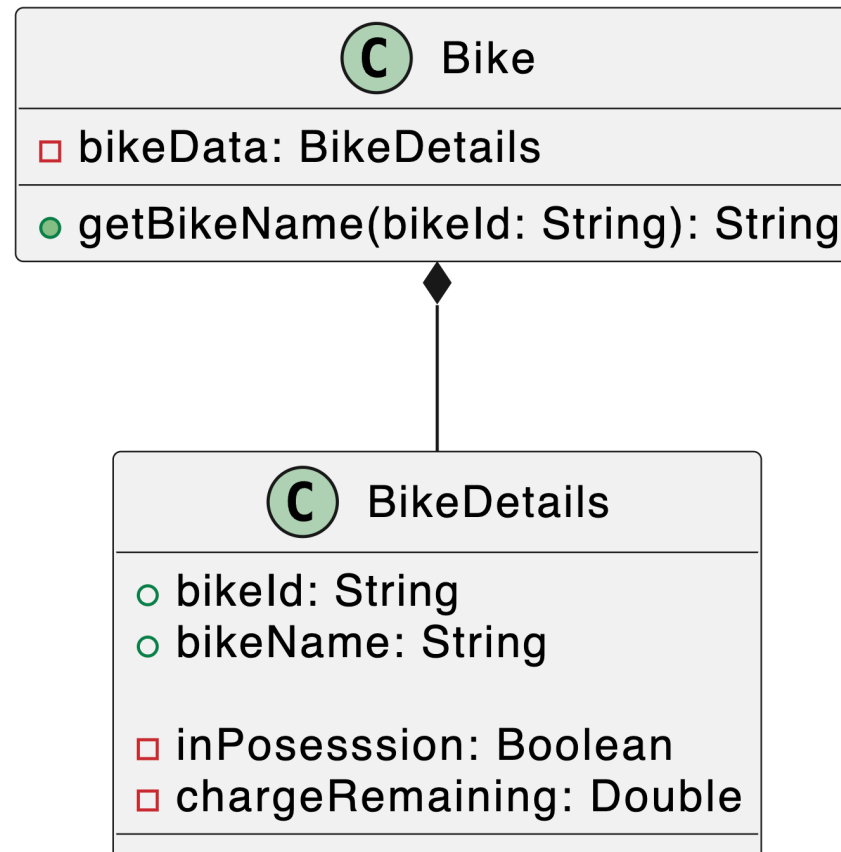 C Bike
bikeData: BikeDetails
getBikeName(bikeId: String): String
C BikeDetails
bikeId: String
bikeName: String
inPosesssion: Boolean
chargeRemaining: Double